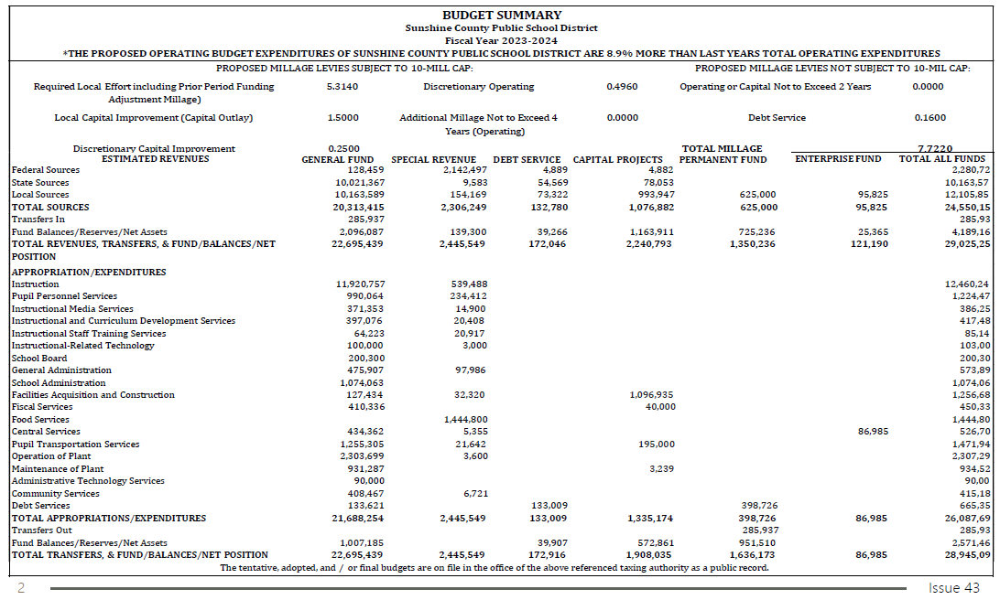 BUDGET SUMMARY
Sunshine County Public School District
Fiscal Year 2023-2024
*THE PROPOSED OPERATING BUDGET EXPENDITURES OF SUNSHINE COUNTY PUBLIC SCHOOL DISTRICT ARE 8.9% MORE THAN LAST YEARS TOTAL OPERATING EXPENDITURES
PROPOSED MILLAGE LEVIES SUBJECT TO 10-MILL CAP: PROPOSED MILLAGE LEVIES NOT SUBJECT TO 10-MIL CAP:
Required Local Effort including Prior Period Funding 5.3140 Discretionary Operating 0.4960 Operating or Capital Not to Exceed 2 Years 0.0000
Adjustment Millage)
Local Capital Improvement (Capital Outlay) 1.5000 Additional Millage Not to Exceed 4 0.0000 Debt Service 0.1600
Years (Operating)
Discretionary Capital Improvement 0.2500 TOTAL MILLAGE 7.7220
ESTIMATED REVENUES GENERAL FUND SPECIAL REVENUE DEBT SERVICE CAPITAL PROJECTS PERMANENT FUND ENTERPRISE FUND TOTAL ALL FUNDS
Federal Sources 128,459 2,142,497 4,889 4,882 2,280,72
State Sources 10,021,367 9,583 54,569 78,053 10,163,57
Local Sources 10,163,589 154,169 73,322 993,947 625,000 95,825 12,105,85
TOTAL SOURCES 20,313,415 2,306,249 132,780 1,076,882 625,000 95,825 24,550,15
Transfers In 285,937 285,93
Fund Balances/Reserves/Net Assets 2,096,087 139,300 39,266 1,163,911 725,236 25,365 4,189,16
TOTAL REVENUES, TRANSFERS, & FUND/BALANCES/NET 22,695,439 2,445,549 172,046 2,240,793 1,350,236 121,190 29,025,25
POSITION
APPROPRIATION/EXPENDITURES
Instruction 11,920,757 539,488 12,460,24
Pupil Personnel Services 990,064 234,412 1,224,47
Instructional Media Services 371,353 14,900 386,25
Instructional and Curriculum Development Services 397,076 20,408 417,48
Instructional Staff Training Services 64,223 20,917 85,14
Instructional-Related Technology 100,000 3,000 103,00
School Board 200,300 200,30
General Administration 475,907 97,986 573,89
School Administration 1,074,063 1,074,06
Facilities Acquisition and Construction 127,434 32,320 1,096,935 1,256,68
Fiscal Services 410,336 40,000 450,33
Food Services 1,444,800 1,444,80
Central Services 434,362 5,355 86,985 526,70
Pupil Transportation Services 1,255,305 21,642 195,000 1,471,94
Operation of Plant 2,303,699 3,600 2,307,29
Maintenance of Plant 931,287 3,239 934,52
Administrative Technology Services 90,000 90,00
Community Services 408,467 6,721 415,18
Debt Services 133,621 133,009 398,726 665,35
TOTAL APPROPRIATIONS/EXPENDITURES 21,688,254 2,445,549 133,009 1,335,174 398,726 86,985 26,087,69
Transfers Out 285,937 285,93
Fund Balances/Reserves/Net Assets 1,007,185 39,907 572,861 951,510 2,571,46
TOTAL TRANSFERS, & FUND/BALANCES/NET POSITION 22,695,439 2,445,549 172,916 1,908,035 1,636,173 86,985 28,945,09
The tentative, adopted, and / or final budgets are on file in the office of the above referenced taxing authority as a public record.
2 Issue 43